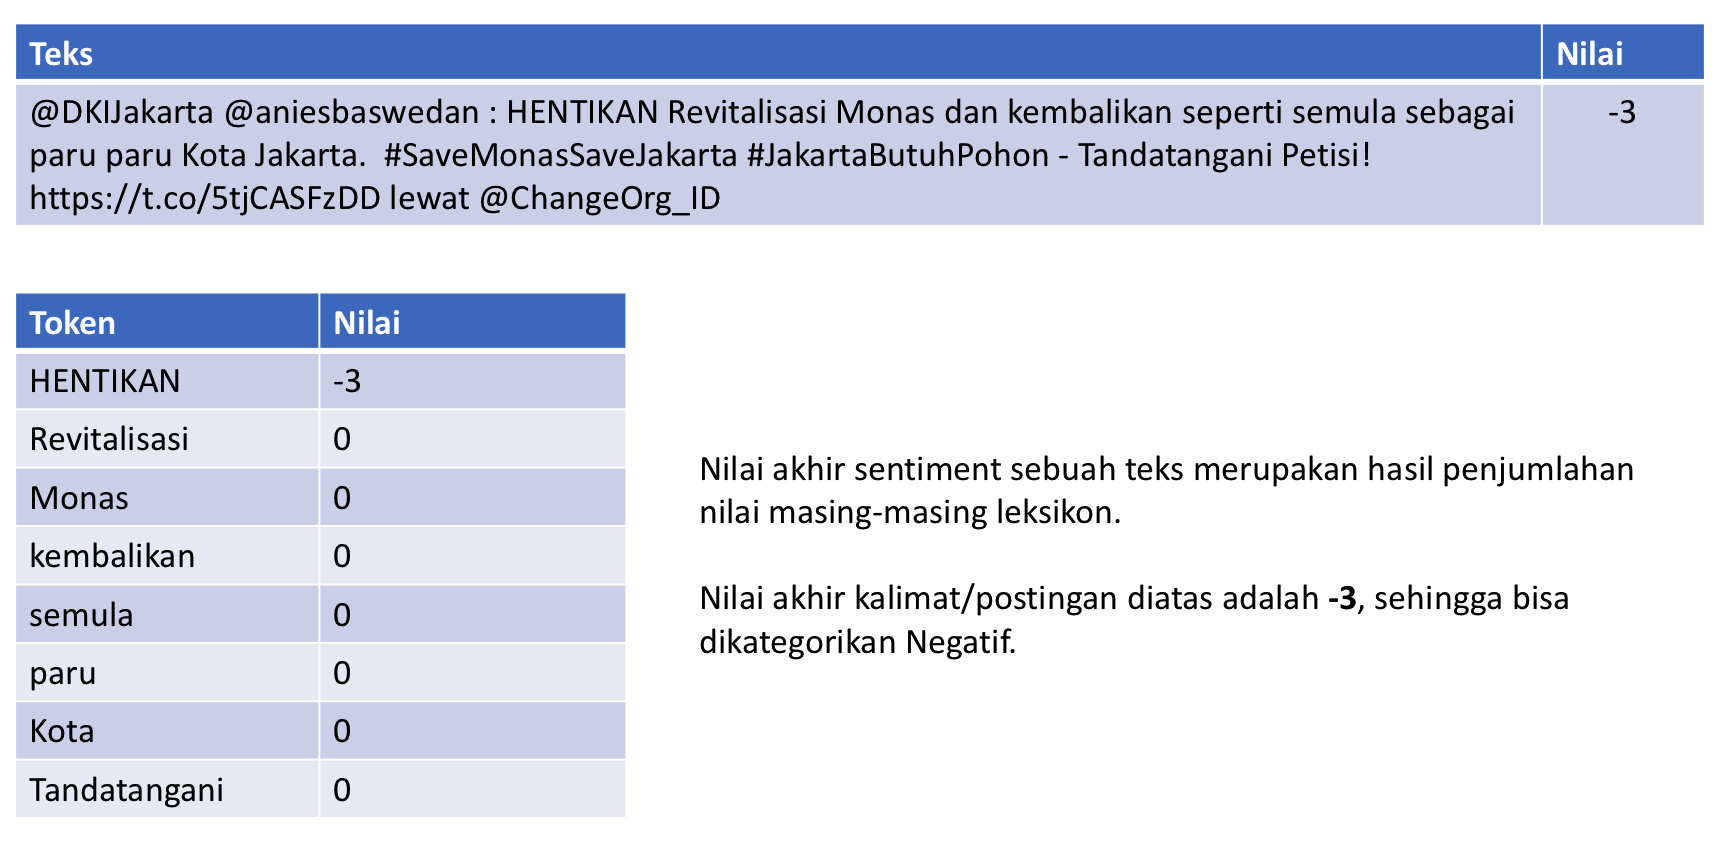 Teks Nilai
@DKIJakarta @aniesbaswedan : HENTIKAN Revitalisasi Monas dan kembalikan seperti semula sebagai -3
paru paru Kota Jakarta.  #SaveMonasSaveJakarta #JakartaButuhPohon - Tandatangani Petisi!
https://t.co/5tjCASFzDD lewat @ChangeOrg_ID
Token Nilai
HENTIKAN -3
Revitalisasi 0
Monas 0
kembalikan 0
semula 0
paru 0
Kota 0
Tandatangani 0
Nilai akhir sentiment sebuah teks merupakan hasil penjumlahan
nilai masing-masing leksikon.
Nilai akhir kalimat/postingan diatas adalah -3, sehingga bisa
dikategorikan Negatif.